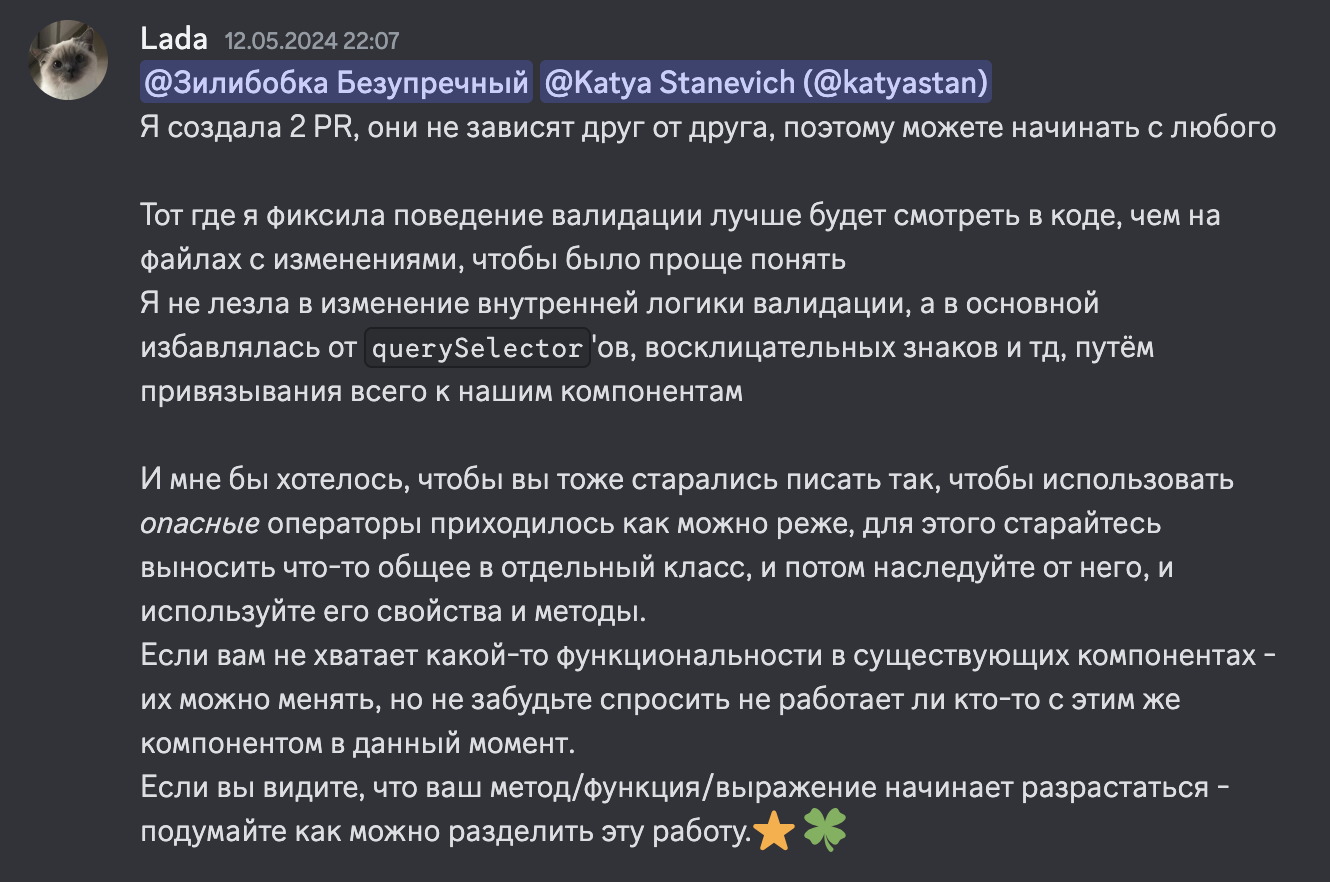 Lada 12.05.2024 22:07
@Зилибобка Безупречный @Katya Stanevich (@katyastan)
Я создала 2 PR, они не зависят друг от друга, поэтому можете начинать с любого
Тот где я фиксила поведение валидации лучше будет смотреть в коде, чем на
файлах с изменениями, чтобы было проще понять
Я не лезла в изменение внутренней логики валидации, а в основной
избавлялась от querySelector'ов, восклицательных знаков и тд, путём
привязывания всего к нашим компонентам
И мне бы хотелось, чтобы вы тоже старались писать так, чтобы использовать
опасные операторы приходилось как можно реже, для этого старайтесь
выносить что-то общее в отдельный класс, и потом наследуйте от него, и
используйте его свойства и методы.
Если вам не хватает какой-то функциональности в существующих компонентах -
их можно менять, но не забудьте спросить не работает ли кто-то с этим же
компонентом в данный момент.
Если вы видите, что ваш метод/функция/выражение начинает разрастаться -
подумайте как можно разделить эту работу.⭐🍀